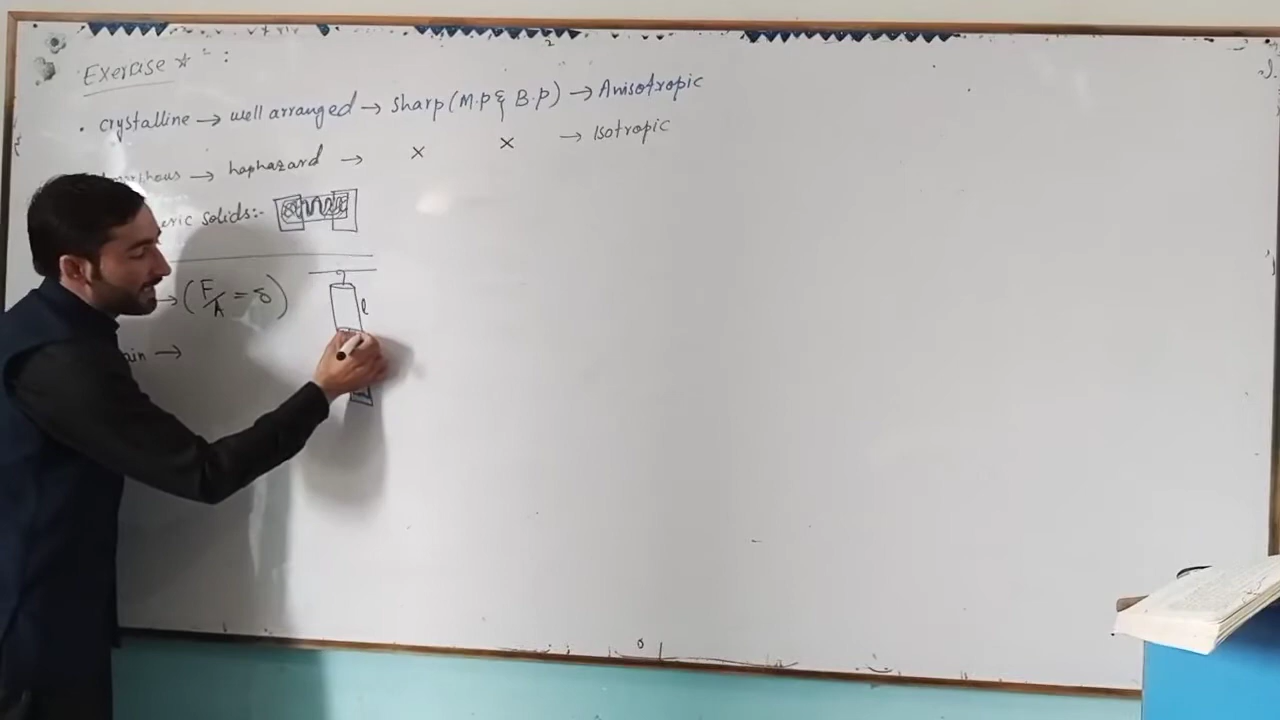 Exercise * :
. crystalline → well arranged → sharp (M.p & B.p) → Anisotropic
→ haphazard → × × → Isotropic
solids:-
→ (F/A = δ) l
→